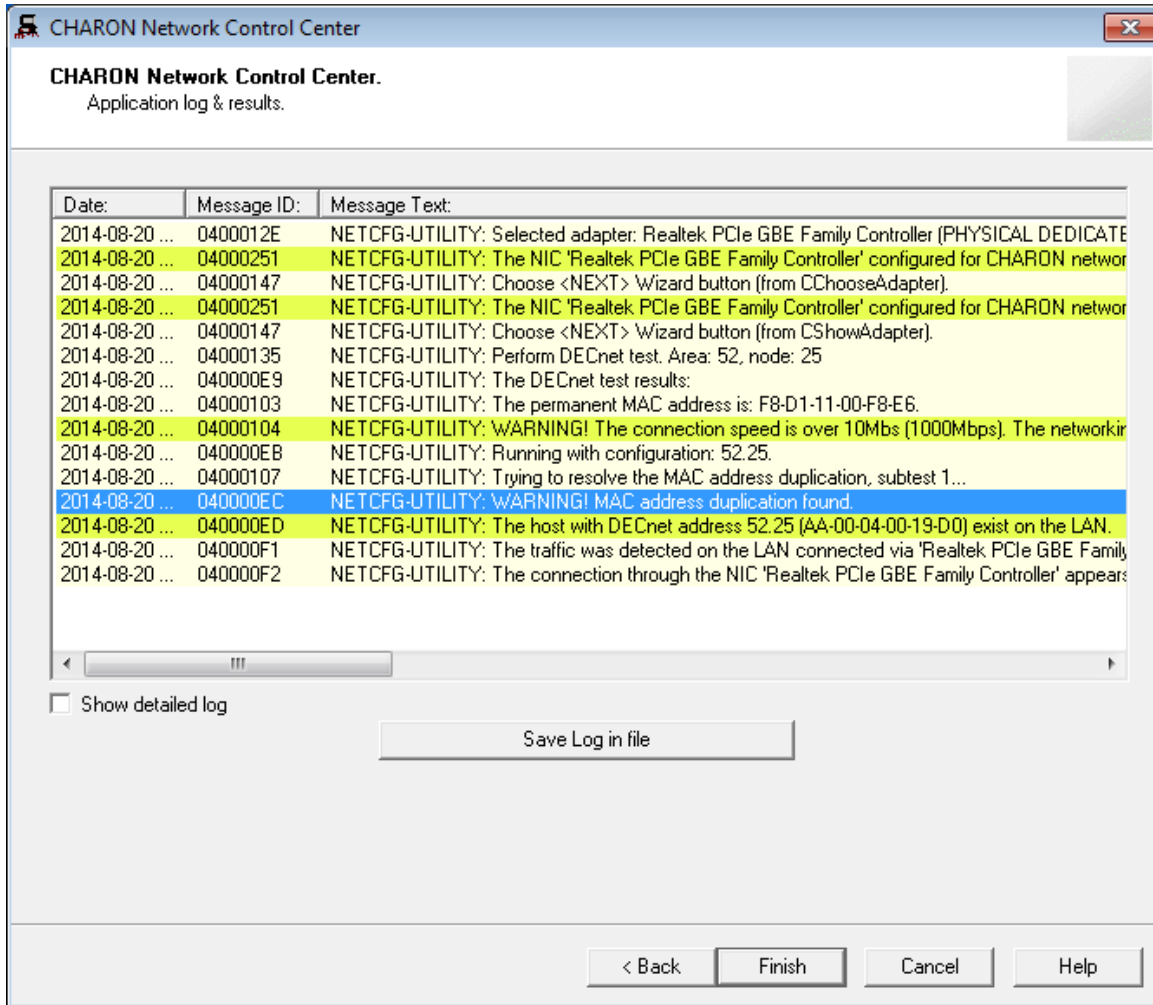 CHARON Network Control Center
CHARON Network Control Center.
Application log & results.
Date: Message ID: Message Text:
2014-08-20 ... 0400012E NETCFG-UTILITY: Selected adapter: Realtek PCIe GBE Family Controller (PHYSICAL DEDICATE
2014-08-20 ... 04000251 NETCFG-UTILITY: The NIC 'Realtek PCIe GBE Family Controller' configured for CHARON networ
2014-08-20 ... 04000147 NETCFG-UTILITY: Choose <NEXT> Wizard button (from CChooseAdapter).
2014-08-20 ... 04000251 NETCFG-UTILITY: The NIC 'Realtek PCIe GBE Family Controller' configured for CHARON networ
2014-08-20 ... 04000147 NETCFG-UTILITY: Choose <NEXT> Wizard button (from CShowAdapter).
2014-08-20 ... 04000135 NETCFG-UTILITY: Perform DECnet test. Area: 52, node: 25
2014-08-20 ... 040000E9 NETCFG-UTILITY: The DECnet test results:
2014-08-20 ... 04000103 NETCFG-UTILITY: The permanent MAC address is: F8-D1-11-00-F8-E6.
2014-08-20 ... 04000104 NETCFG-UTILITY: WARNING! The connection speed is over 10Mbs (1000Mbps). The networkin
2014-08-20 ... 040000EB NETCFG-UTILITY: Running with configuration: 52.25.
2014-08-20 ... 04000107 NETCFG-UTILITY: Trying to resolve the MAC address duplication, subtest 1...
2014-08-20 ... 040000EC NETCFG-UTILITY: WARNING! MAC address duplication found.
2014-08-20 ... 040000ED NETCFG-UTILITY: The host with DECnet address 52.25 (AA-00-04-00-19-D0) exist on the LAN.
2014-08-20 ... 040000F1 NETCFG-UTILITY: The traffic was detected on the LAN connected via 'Realtek PCIe GBE Family
2014-08-20 ... 040000F2 NETCFG-UTILITY: The connection through the NIC 'Realtek PCIe GBE Family Controller' appears
Show detailed log
Save Log in file
< Back Finish Cancel Help